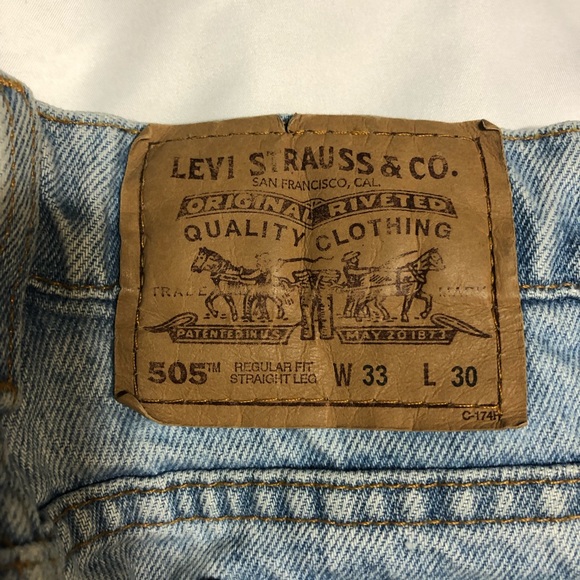 LEVI STRAUSS & CO.
SAN FRANCISCO, CAL.
ORIGINAL RIVETED
QUALITY CLOTHING
TRADE MARK
PATENTED IN U.S. MAY 20 1873
505™ REGULAR FIT STRAIGHT LEG W 33 L 30